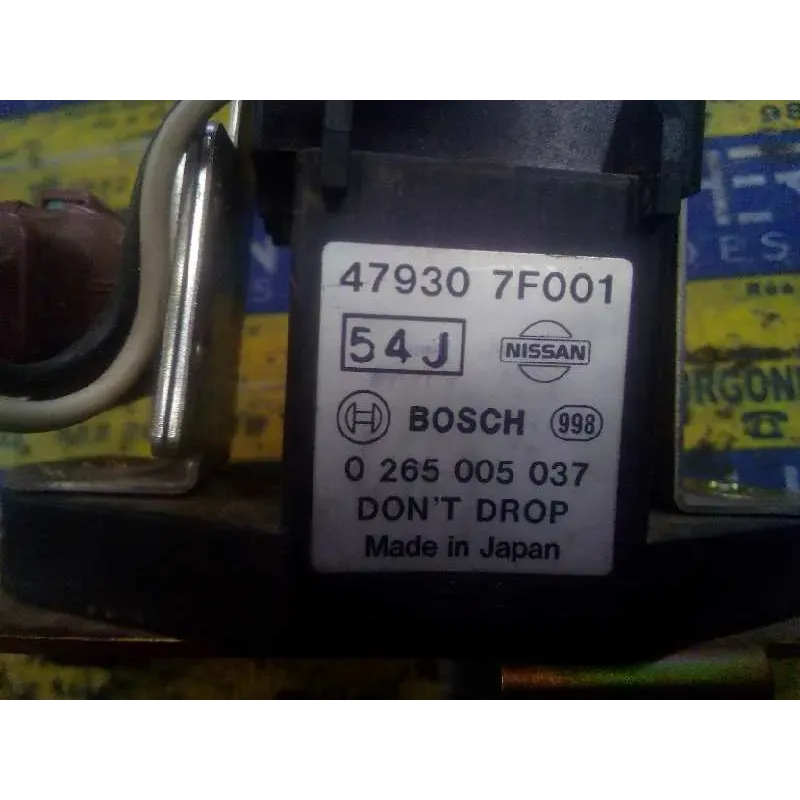 47930 7F001
54J NISSAN
BOSCH 998
0 265 005 037
DON'T DROP
Made in Japan